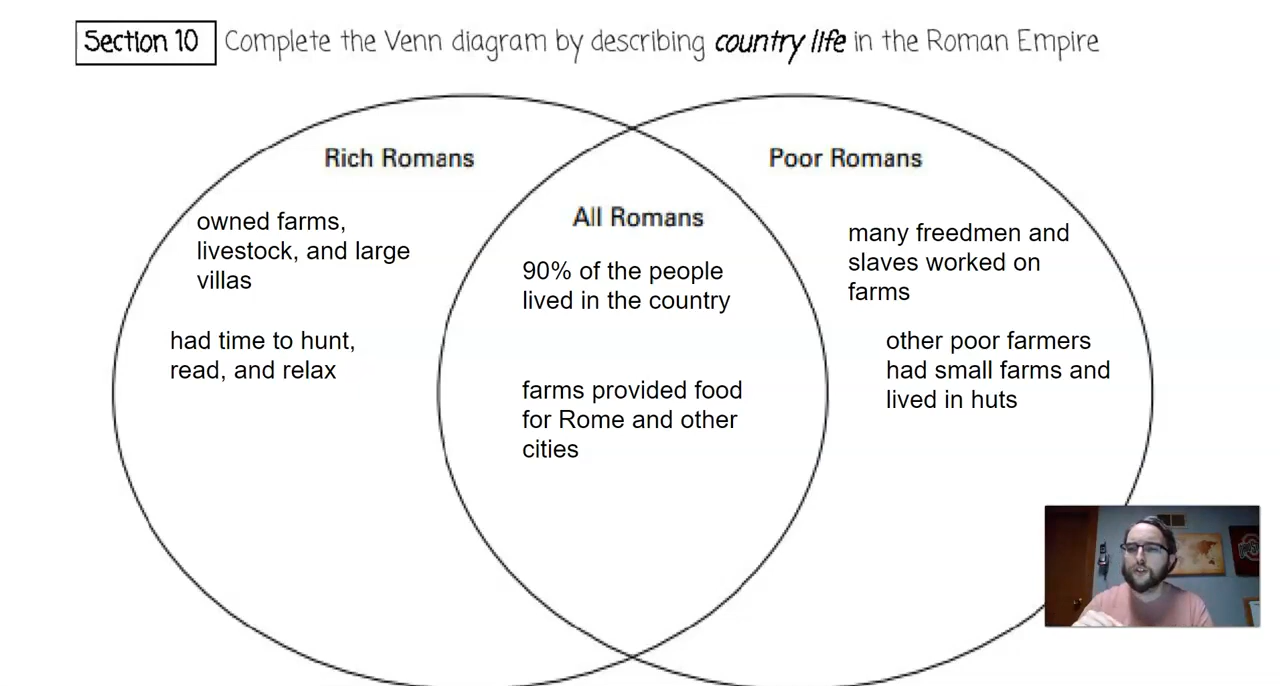 Section 10 Complete the Venn diagram by describing country life in the Roman Empire
Rich Romans
owned farms,
livestock, and large
villas
had time to hunt,
read, and relax
All Romans
90% of the people
lived in the country
farms provided food
for Rome and other
cities
Poor Romans
many freedmen and
slaves worked on
farms
other poor farmers
had small farms and
lived in huts